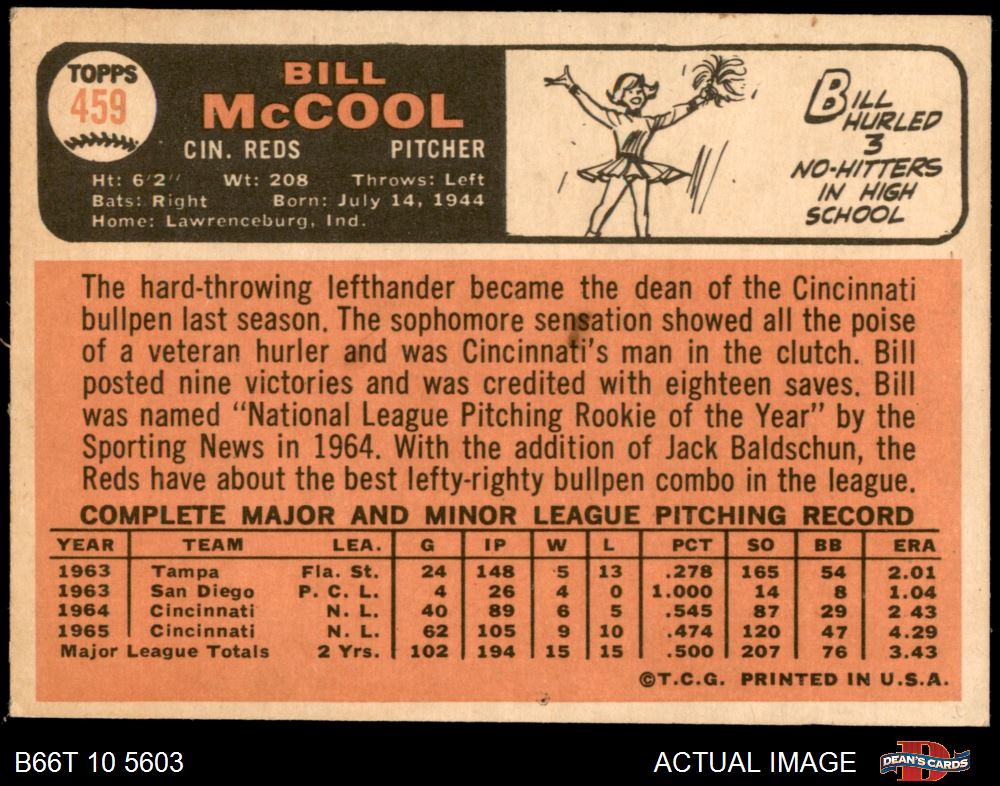 TOPPS
459
BILL
McCOOL
CIN. REDS PITCHER
Ht: 6'2" Wt: 208 Throws: Left
Bats: Right Born: July 14, 1944
Home: Lawrenceburg, Ind.
BILL
HURLED
3
NO-HITTERS
IN HIGH
SCHOOL
The hard-throwing lefthander became the dean of the Cincinnati
bullpen last season. The sophomore sensation showed all the poise
of a veteran hurler and was Cincinnati's man in the clutch. Bill
posted nine victories and was credited with eighteen saves. Bill
was named "National League Pitching Rookie of the Year" by the
Sporting News in 1964. With the addition of Jack Baldschun, the
Reds have about the best lefty-righty bullpen combo in the league.
COMPLETE MAJOR AND MINOR LEAGUE PITCHING RECORD
YEAR TEAM LEA. G IP W L PCT SO BB ERA
1963 Tampa Fla. St. 24 148 5 13 .278 165 54 2.01
1963 San Diego P. C. L. 4 26 4 0 1.000 14 8 1.04
1964 Cincinnati N. L. 40 89 6 5 .545 87 29 2 43
1965 Cincinnati N. L. 62 105 9 10 .474 120 47 4.29
Major League Totals 2 Yrs. 102 194 15 15 .500 207 76 3.43
©T.C.G. PRINTED IN U.S.A.
B66T 10 5603 ACTUAL IMAGE
DEAN'S CARDS